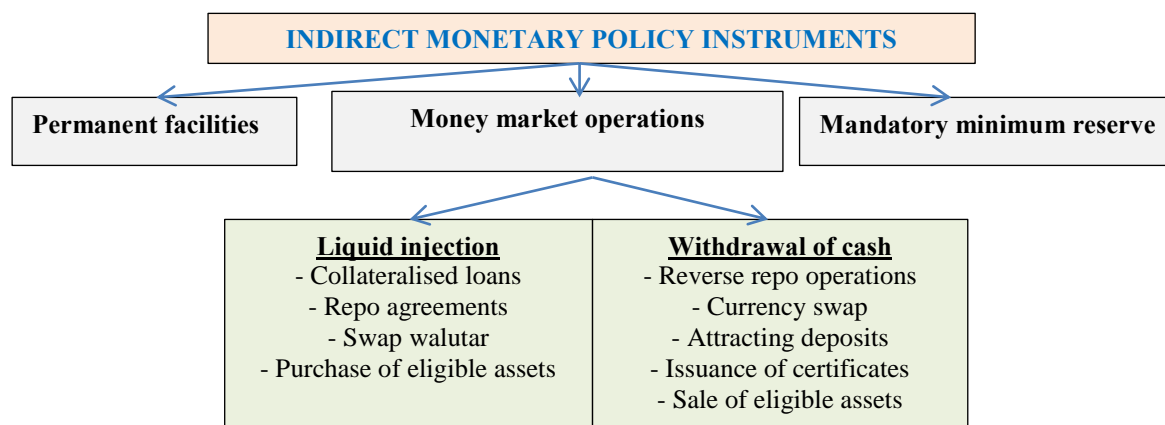 INDIRECT MONETARY POLICY INSTRUMENTS
Permanent facilities
Money market operations
Mandatory minimum reserve
Liquid injection
- Collateralised loans
- Repo agreements
- Swap walutar
- Purchase of eligible assets
Withdrawal of cash
- Reverse repo operations
- Currency swap
- Attracting deposits
- Issuance of certificates
- Sale of eligible assets